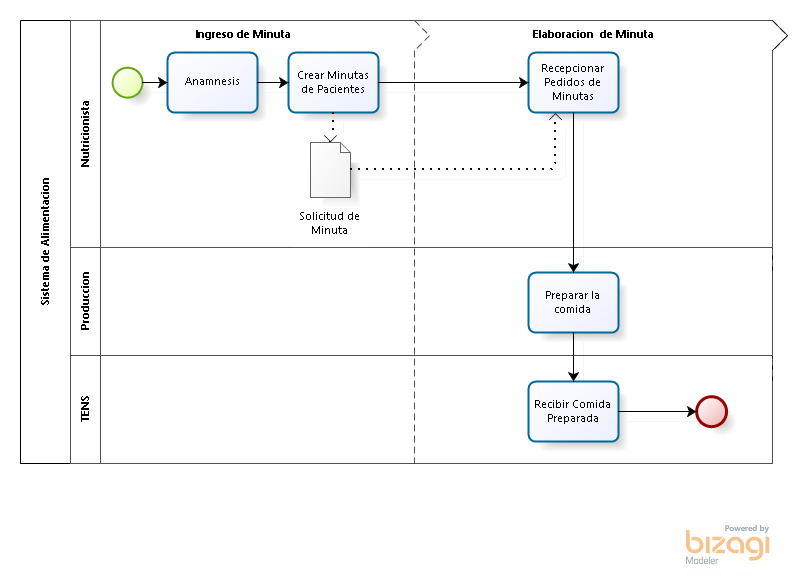 Ingreso de Minuta
Elaboracion de Minuta
Sistema de Alimentacion
Nutricionista
Anamnesis
Crear Minutas
de Pacientes
Recepcionar
Pedidos de
Minutas
Solicitud de
Minuta
Produccion
Preparar la
comida
TENS
Recibir Comida
Preparada
Powered by
bizagi
Modeler